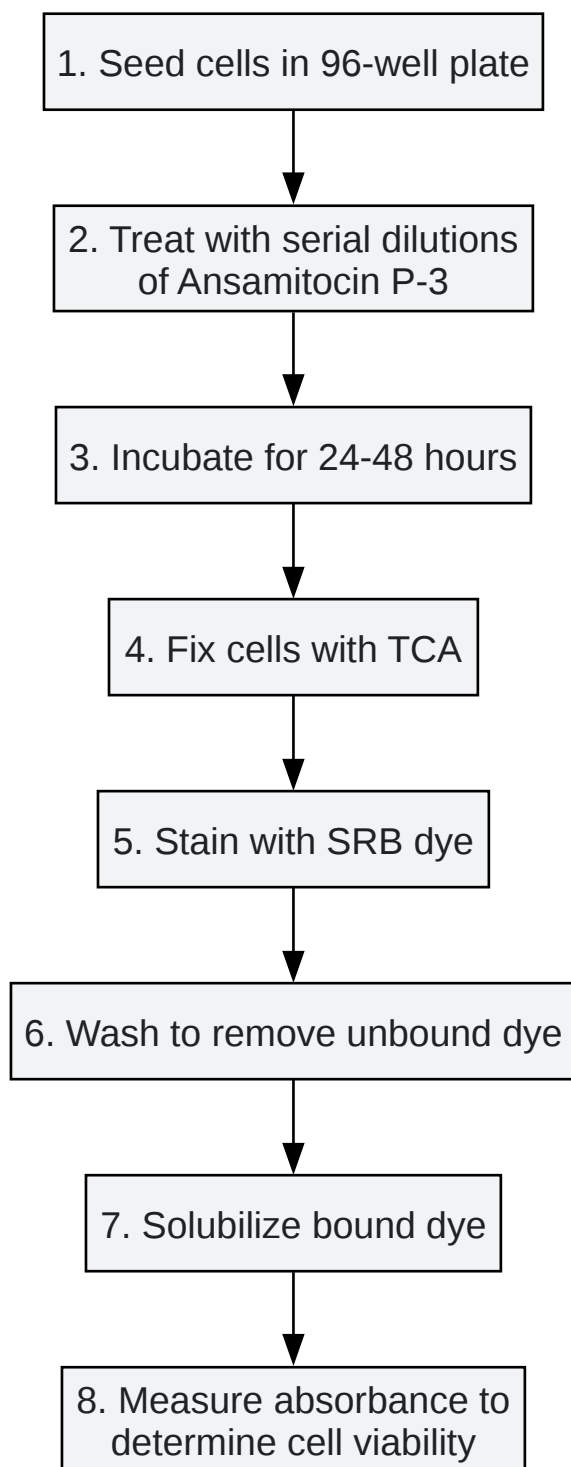 1. Seed cells in 96-well plate
2. Treat with serial dilutions
of Ansamitocin P-3
3. Incubate for 24-48 hours
4. Fix cells with TCA
5. Stain with SRB dye
6. Wash to remove unbound dye
7. Solubilize bound dye
8. Measure absorbance to
determine cell viability